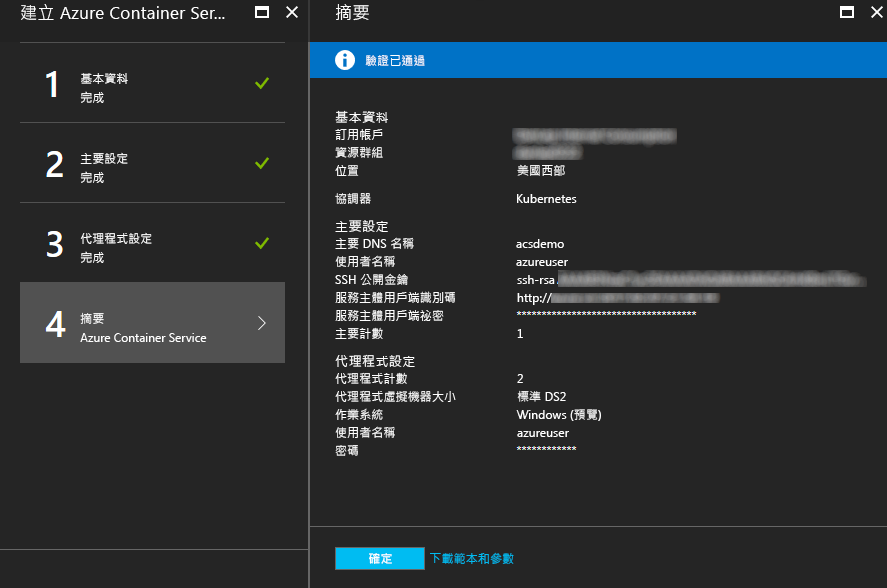 建立 Azure Container Ser...
1
基本資料
完成
2
主要設定
完成
3
代理程式設定
完成
4
摘要
Azure Container Service
摘要
驗證已通過
基本資料
訂用帳戶
資源群組
位置 美國西部
協調器 Kubernetes
主要設定
主要 DNS 名稱 acsdemo
使用者名稱 azureuser
SSH 公開金鑰 ssh-rsa
服務主體用戶端識別碼 http://
服務主體用戶端祕密 ************************************
主要計數 1
代理程式設定
代理程式計數 2
代理程式虛擬機器大小 標準 DS2
作業系統 Windows (預覽)
使用者名稱 azureuser
密碼 ************
確定 下載範本和參數